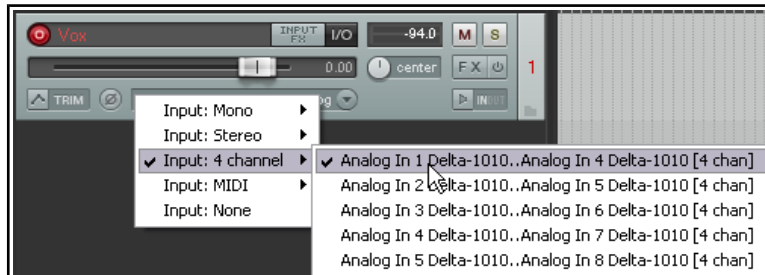 Vox INPUT FX I/O -94.0 M S
0.00 center FX 1
TRIM
Input: Mono
Input: Stereo
Input: 4 channel
Input: MIDI
Input: None
Analog In 1 Delta-1010..Analog In 4 Delta-1010 [4 chan]
Analog In 2 Delta-1010..Analog In 5 Delta-1010 [4 chan]
Analog In 3 Delta-1010..Analog In 6 Delta-1010 [4 chan]
Analog In 4 Delta-1010..Analog In 7 Delta-1010 [4 chan]
Analog In 5 Delta-1010..Analog In 8 Delta-1010 [4 chan]